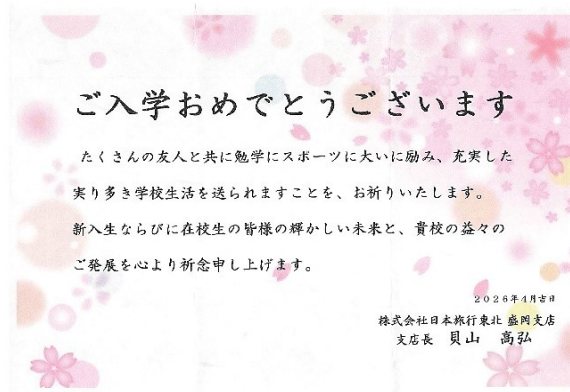 ご入学おめでとうございます
たくさんの友人と共に勉学にスポーツに大いに励み、充実した
実り多き学校生活を送られますことを、お祈りいたします。
新入生ならびに在校生の皆様の輝かしい未来と、貴校の益々の
ご発展を心より祈念申し上げます。
2026年4月吉日
株式会社日本旅行東北 盛岡支店
支店長 貝山 高弘